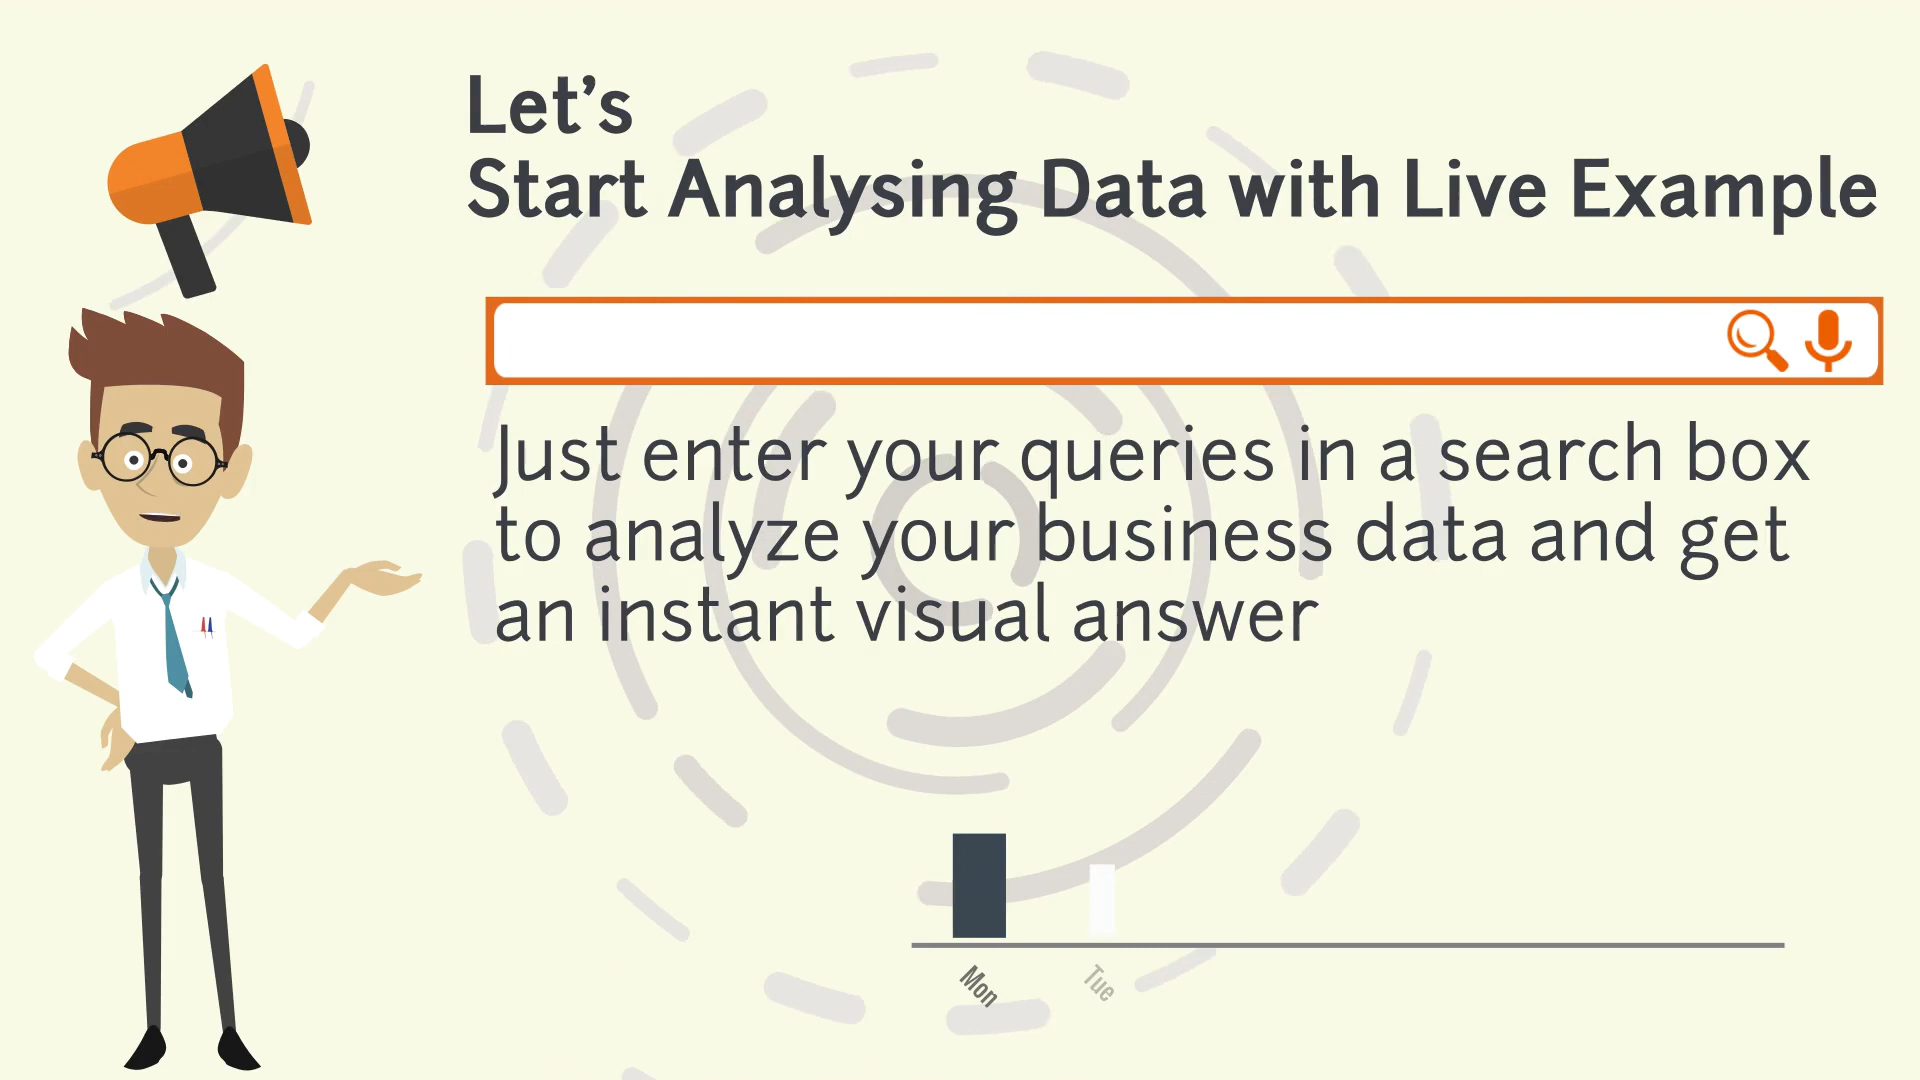 Let’s
Start Analysing Data with Live Example
Just enter your queries in a search box
to analyze your business data and get
an instant visual answer
Mon
Tue